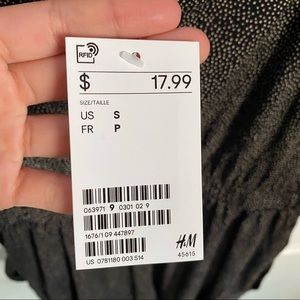 RFID
$ 17.99
SIZE/TAILLE
US S
FR P
063971 9 0301 02 9
1676/1 09 447897
H&M
45615
US 0781180 003 S14